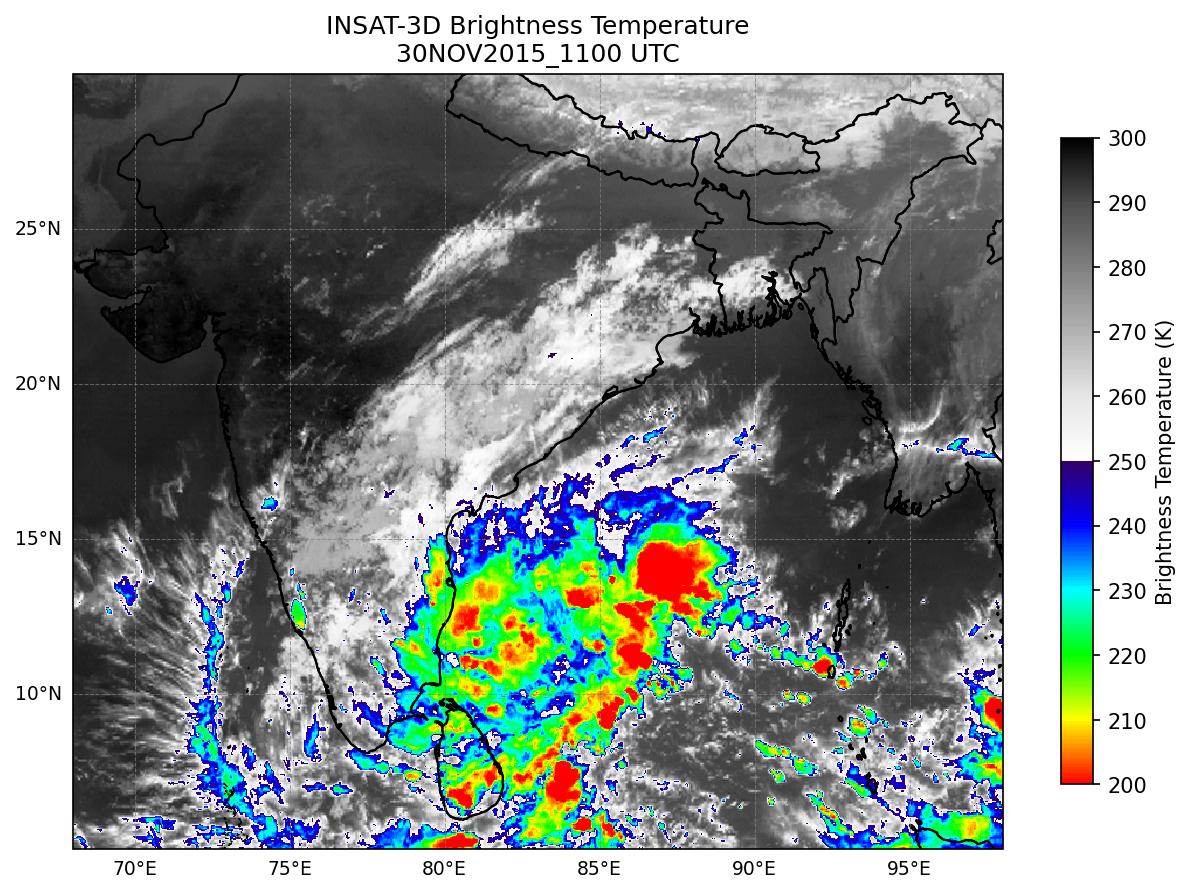 INSAT-3D Brightness Temperature
30NOV2015_1100 UTC
25°N
20°N
15°N
10°N
70°E
75°E
80°E
85°E
90°E
95°E
300
290
280
270
260
250
240
230
220
210
200
Brightness Temperature (K)